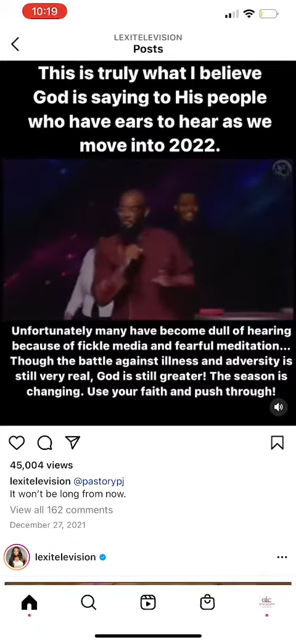 10:19
LEXITELEVISION
Posts
This is truly what I believe
God is saying to His people
who have ears to hear as we
move into 2022.
Unfortunately many have become dull of hearing
because of fickle media and fearful meditation...
Though the battle against illness and adversity is
still very real, God is still greater! The season is
changing. Use your faith and push through!
45,004 views
lexitelevision @pastorypj
It won't be long from now.
View all 162 comments
December 27, 2021
lexitelevision